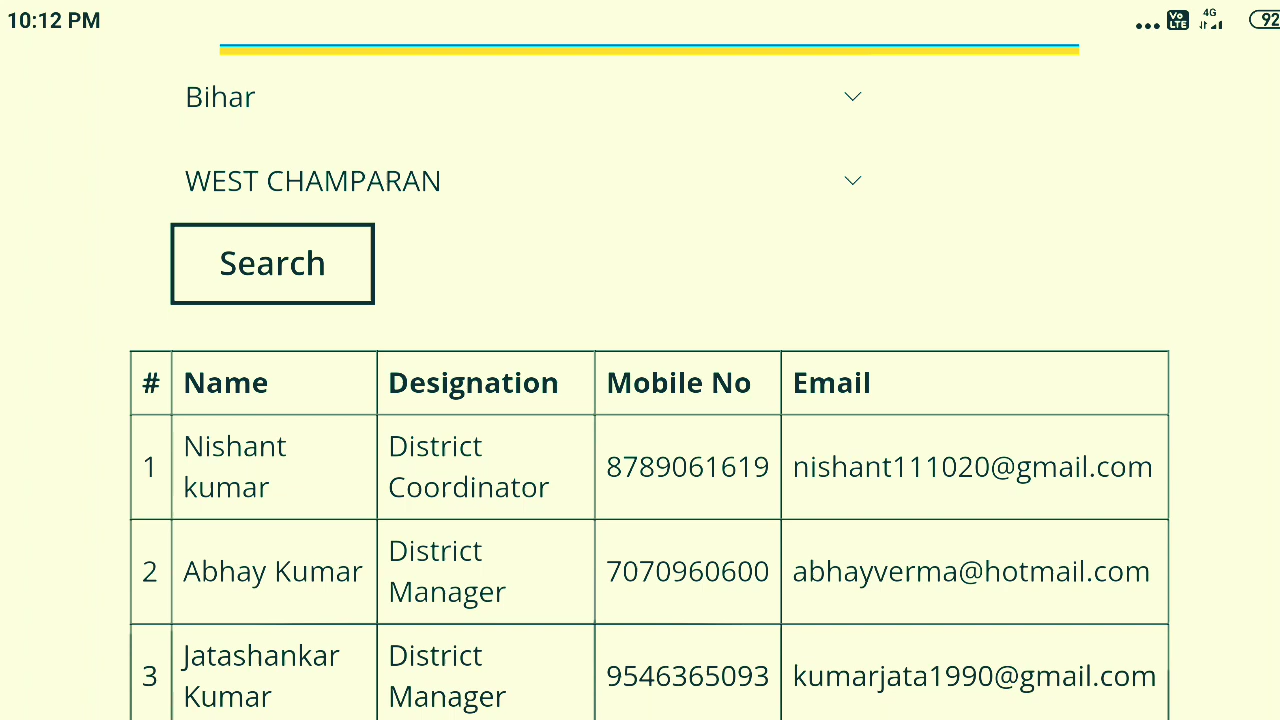 10:12 PM
VoLTE 4G 92
Bihar
WEST CHAMPARAN
Search
# Name Designation Mobile No Email
1 Nishant kumar District Coordinator 8789061619 nishant111020@gmail.com
2 Abhay Kumar District Manager 7070960600 abhayverma@hotmail.com
3 Jatashankar Kumar District Manager 9546365093 kumarjata1990@gmail.com